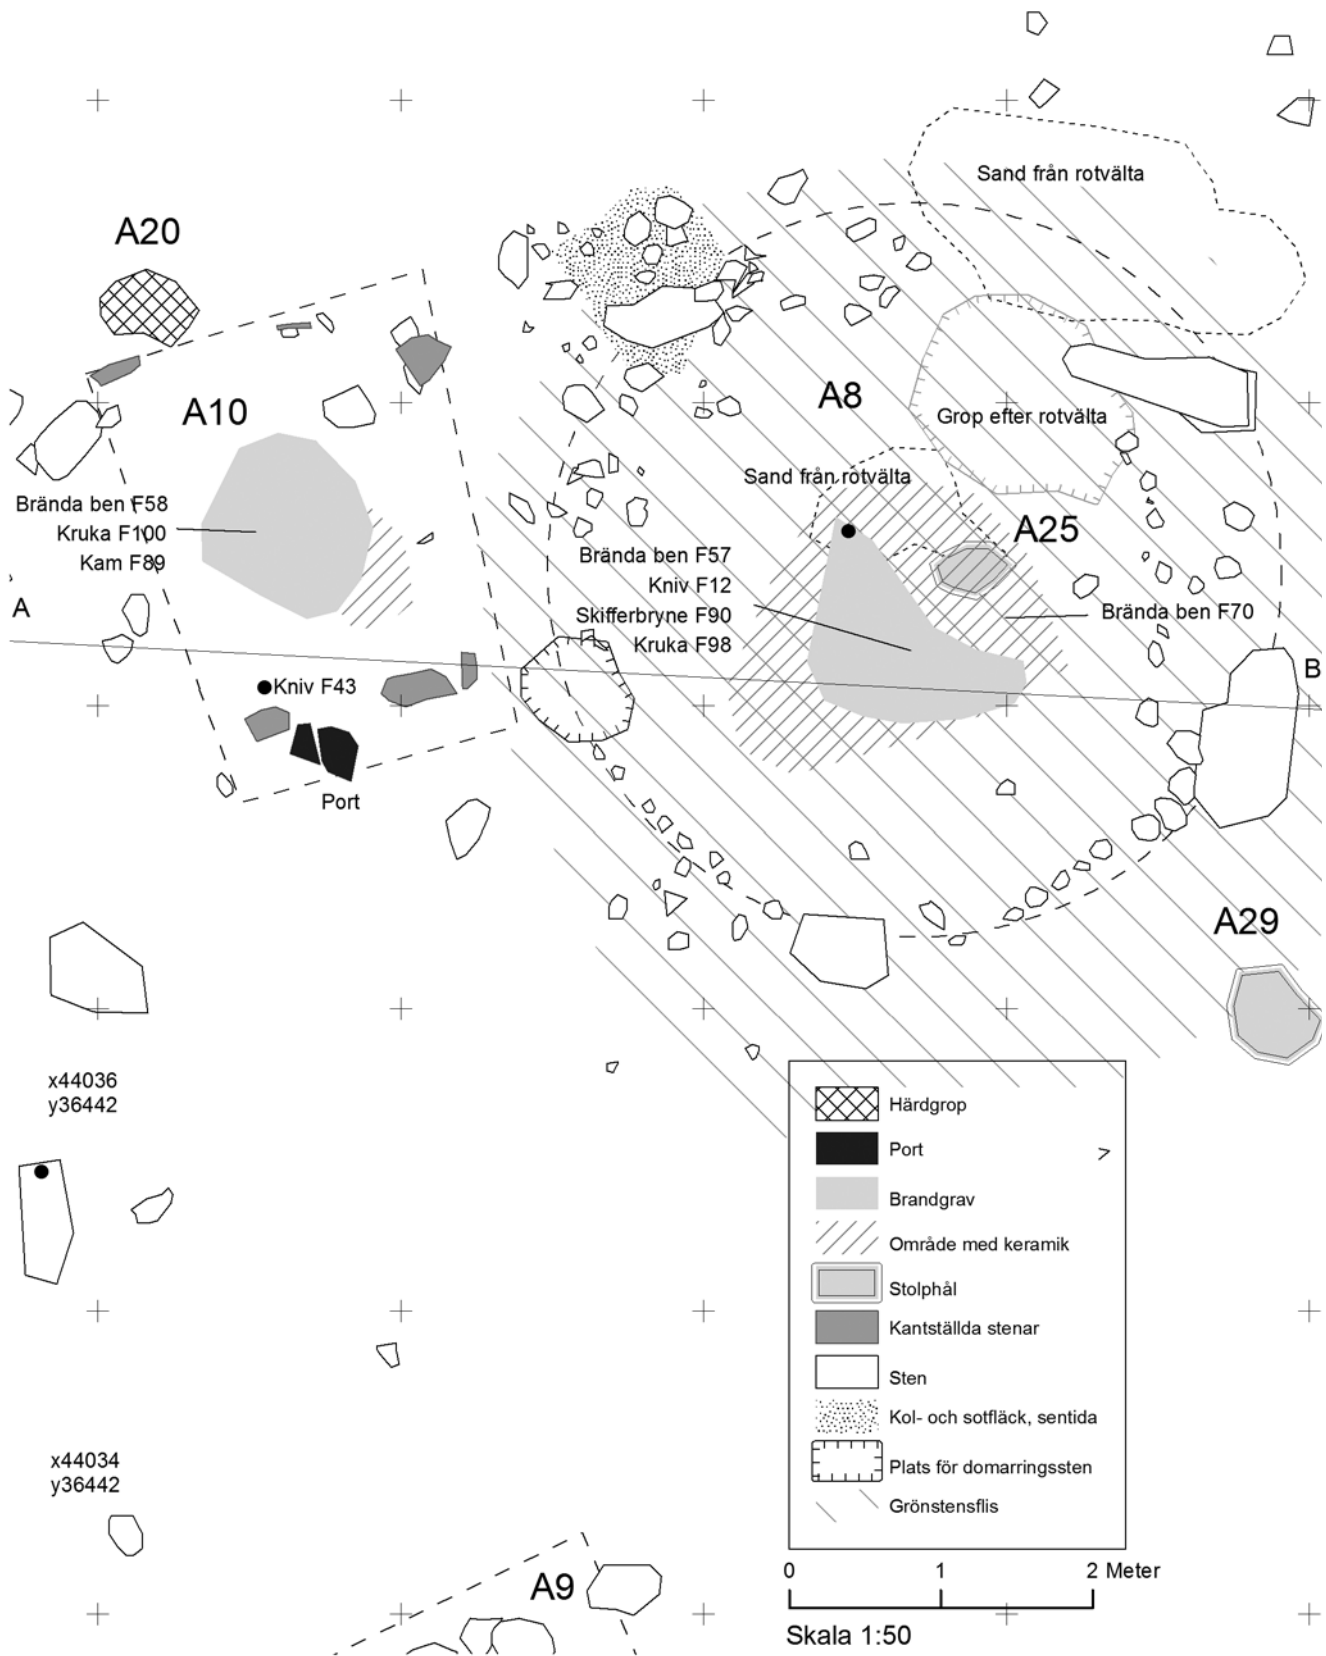 Sand från rotvälta
A20
A8
A10
Grop efter rotvälta
Sand från rotvälta
Brända ben F58
Kruka F100
Kam F89
A25
Brända ben F57
Kniv F12
Skifferbryne F90
Kruka F98
Brända ben F70
A
B
Kniv F43
Port
A29
x44036
y36442
Härdgrop
Port
Brandgrav
Område med keramik
Stolphål
Kantställda stenar
Sten
Kol- och sotfläck, sentida
Plats för domarringssten
Grönstensflis
x44034
y36442
A9
0 1 2 Meter
Skala 1:50